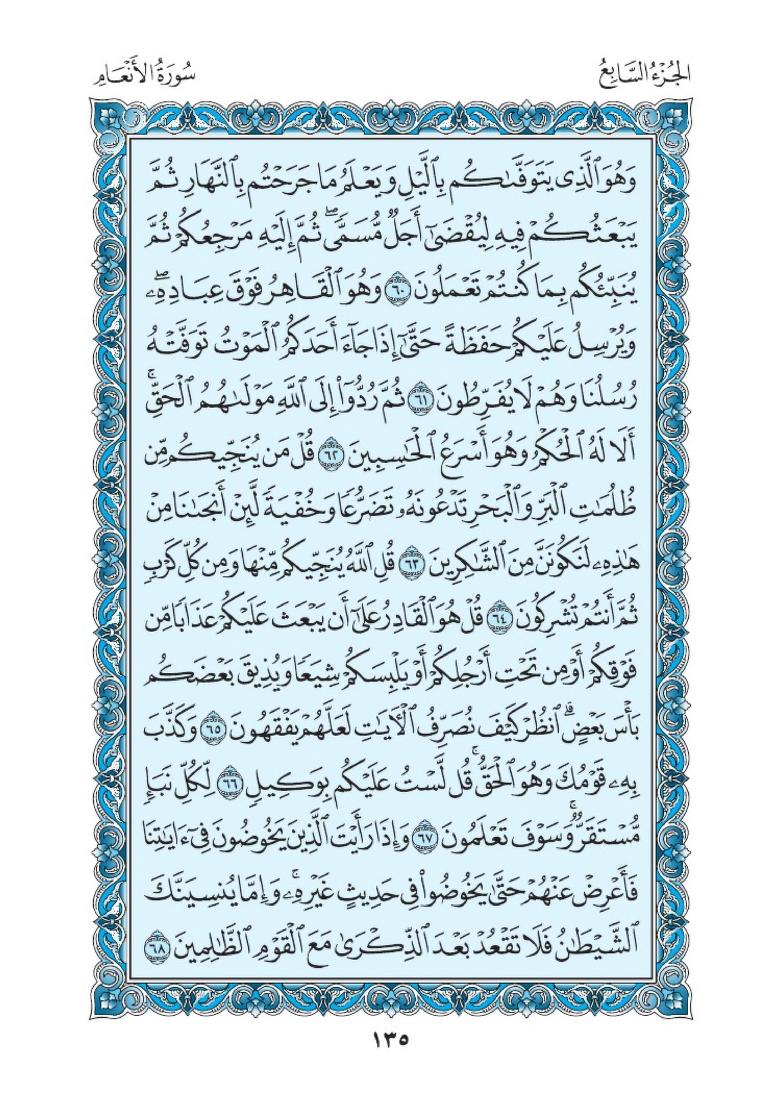 الجُزْءُ السَّابِعُ
سُورَةُ الأَنْعَامِ
وَهُوَ ٱلَّذِى يَتَوَفَّىٰكُم بِٱلَّيْلِ وَيَعْلَمُ مَا جَرَحْتُم بِٱلنَّهَارِ ثُمَّ
يَبْعَثُكُمْ فِيهِ لِيُقْضَىٰٓ أَجَلٌ مُّسَمًّى ۖ ثُمَّ إِلَيْهِ مَرْجِعُكُمْ ثُمَّ
يُنَبِّئُكُم بِمَا كُنتُمْ تَعْمَلُونَ ٦٠ وَهُوَ ٱلْقَاهِرُ فَوْقَ عِبَادِهِۦ ۖ
وَيُرْسِلُ عَلَيْكُمْ حَفَظَةً حَتَّىٰٓ إِذَا جَآءَ أَحَدَكُمُ ٱلْمَوْتُ تَوَفَّتْهُ
رُسُلُنَا وَهُمْ لَا يُفَرِّطُونَ ٦١ ثُمَّ رُدُّوٓا۟ إِلَى ٱللَّهِ مَوْلَىٰهُمُ ٱلْحَقِّ ۚ
أَلَا لَهُ ٱلْحُكْمُ وَهُوَ أَسْرَعُ ٱلْحَـٰسِبِينَ ٦٢ قُلْ مَن يُنَجِّيكُم مِّن
ظُلُمَـٰتِ ٱلْبَرِّ وَٱلْبَحْرِ تَدْعُونَهُۥ تَضَرُّعًا وَخُفْيَةً لَّئِنْ أَنجَىٰنَا مِنْ
هَـٰذِهِۦ لَنَكُونَنَّ مِنَ ٱلشَّـٰكِرِينَ ٦٣ قُلِ ٱللَّهُ يُنَجِّيكُم مِّنْهَا وَمِن كُلِّ كَرْبٍ
ثُمَّ أَنتُمْ تُشْرِكُونَ ٦٤ قُلْ هُوَ ٱلْقَادِرُ عَلَىٰٓ أَن يَبْعَثَ عَلَيْكُمْ عَذَابًا مِّن
فَوْقِكُمْ أَوْ مِن تَحْتِ أَرْجُلِكُمْ أَوْ يَلْبِسَكُمْ شِيَعًا وَيُذِيقَ بَعْضَكُم
بَأْسَ بَعْضٍ ۗ ٱنظُرْ كَيْفَ نُصَرِّفُ ٱلْـَٔايَـٰتِ لَعَلَّهُمْ يَفْقَهُونَ ٦٥ وَكَذَّبَ
بِهِۦ قَوْمُكَ وَهُوَ ٱلْحَقُّ ۚ قُل لَّسْتُ عَلَيْكُم بِوَكِيلٍ ٦٦ لِّكُلِّ نَبَإٍ
مُّسْتَقَرٌّ ۚ وَسَوْفَ تَعْلَمُونَ ٦٧ وَإِذَا رَأَيْتَ ٱلَّذِينَ يَخُوضُونَ فِىٓ ءَايَـٰتِنَا
فَأَعْرِضْ عَنْهُمْ حَتَّىٰ يَخُوضُوا۟ فِى حَدِيثٍ غَيْرِهِۦ ۚ وَإِمَّا يُنسِيَنَّكَ
ٱلشَّيْطَـٰنُ فَلَا تَقْعُدْ بَعْدَ ٱلذِّكْرَىٰ مَعَ ٱلْقَوْمِ ٱلظَّـٰلِمِينَ ٦٨
١٣٥